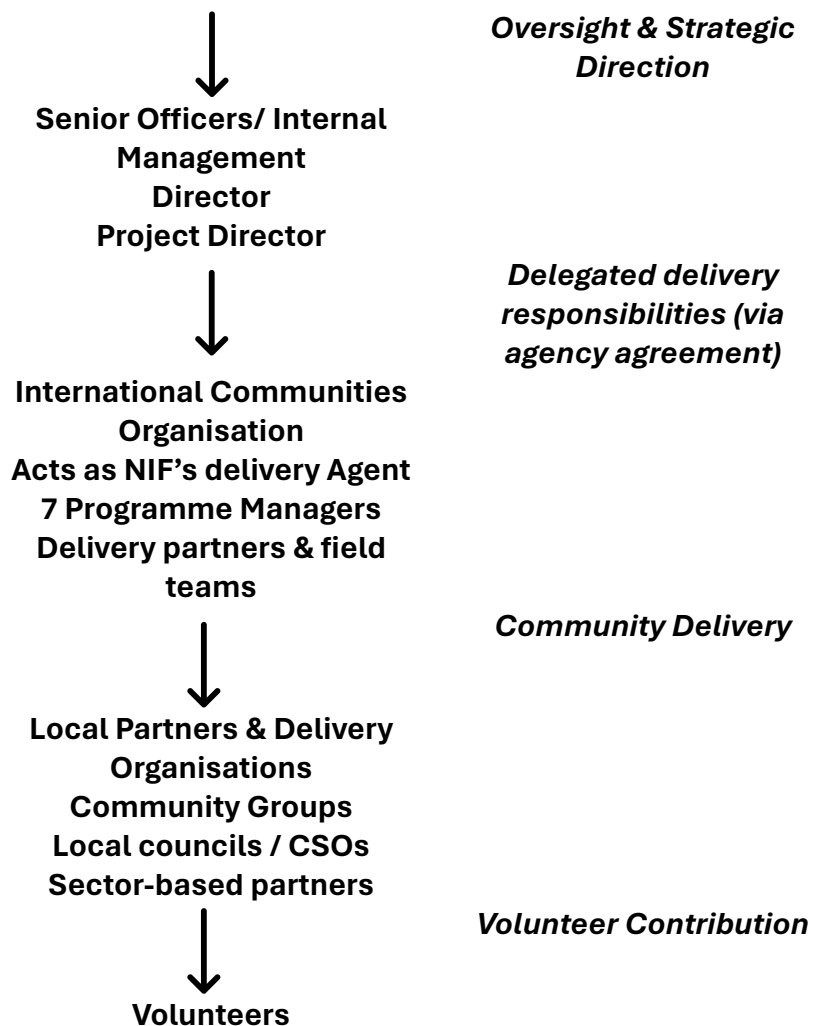 Oversight & Strategic
Direction
Senior Officers/ Internal
Management
Director
Project Director
Delegated delivery
responsibilities (via
agency agreement)
International Communities
Organisation
Acts as NIF's delivery Agent
7 Programme Managers
Delivery partners & field
teams
Community Delivery
Local Partners & Delivery
Organisations
Community Groups
Local councils / CSOs
Sector-based partners
Volunteer Contribution
Volunteers